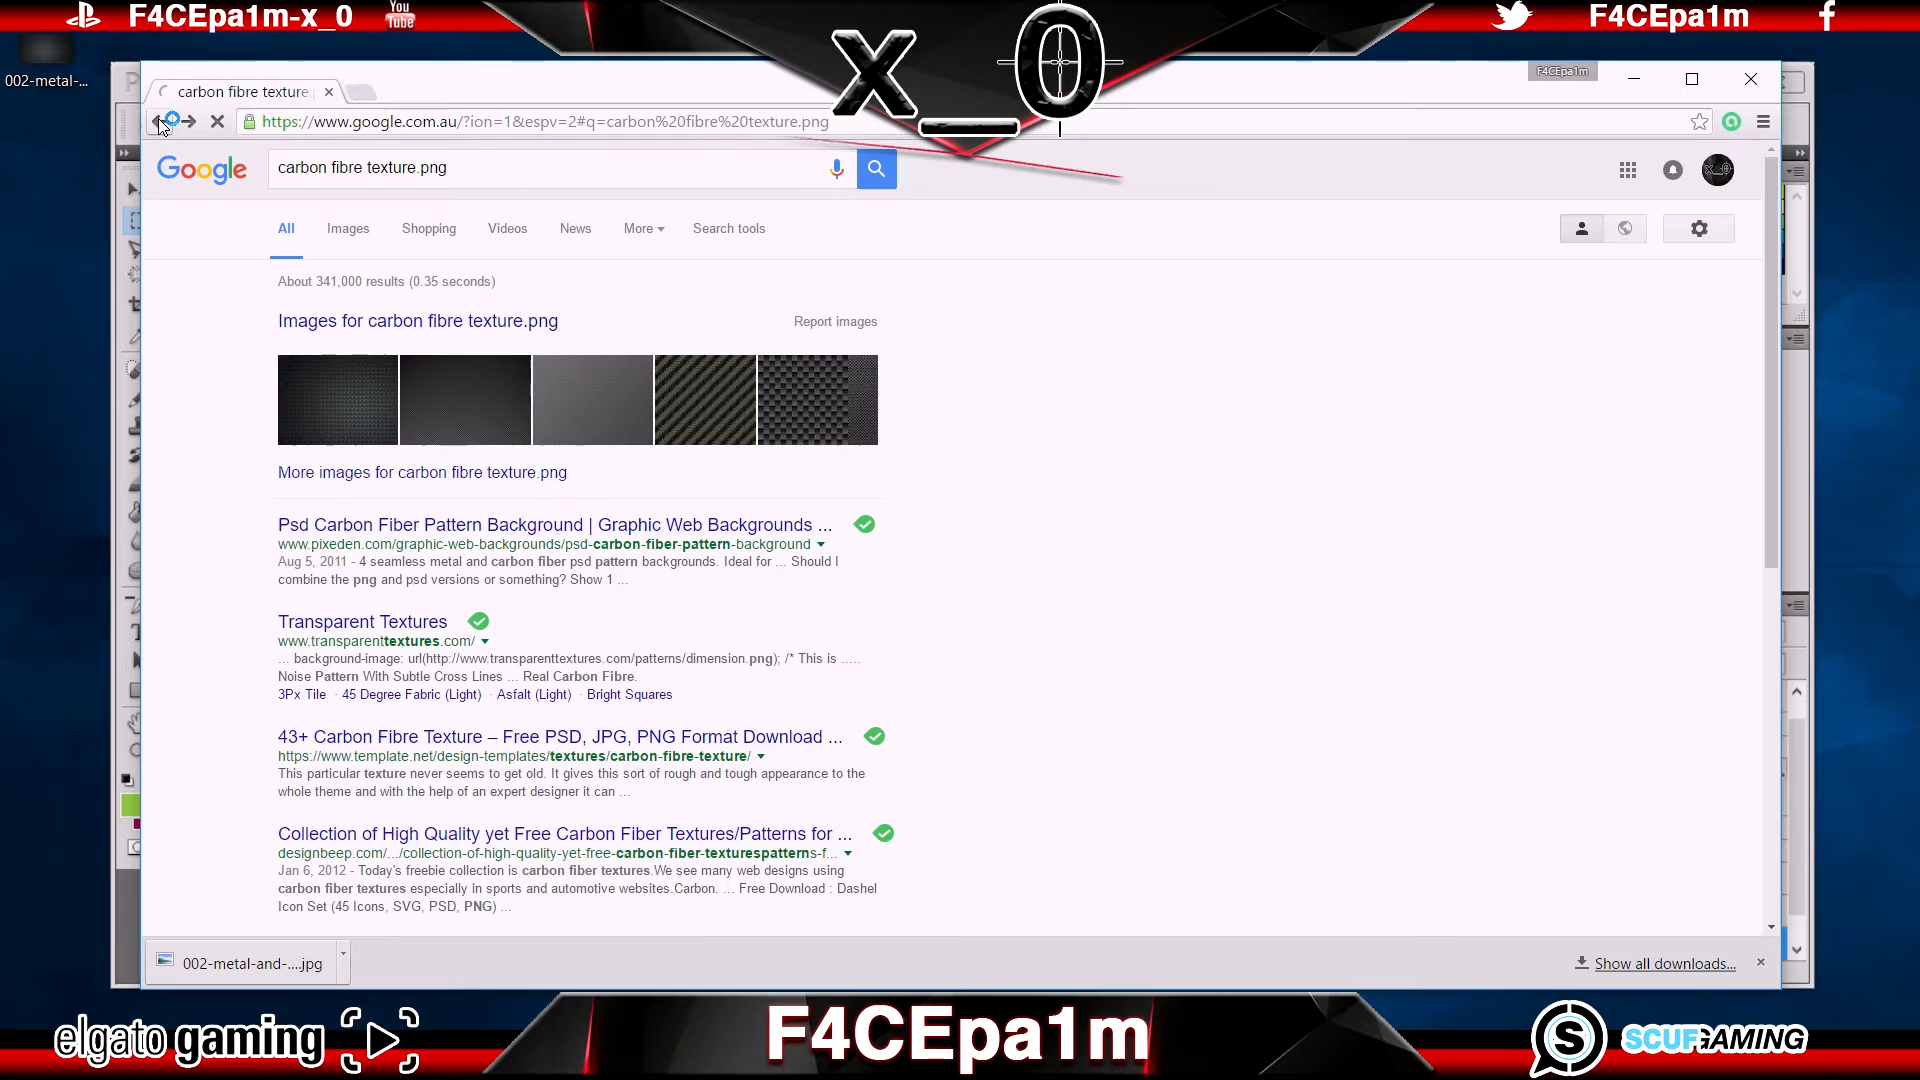 F4CEpa1m-x_0
You
Tube
x_0
F4CEpa1m
002-metal-...
carbon fibre texture.
F4CEpa1m
https://www.google.com.au/?ion=1&espv=2#q=carbon%20fibre%20texture.png
Google
carbon fibre texture.png
All Images Shopping Videos News More Search tools
About 341,000 results (0.35 seconds)
Images for carbon fibre texture.png
Report images
More images for carbon fibre texture.png
Psd Carbon Fiber Pattern Background | Graphic Web Backgrounds ...
www.pixeden.com/graphic-web-backgrounds/psd-carbon-fiber-pattern-background
Aug 5, 2011 - 4 seamless metal and carbon fiber psd pattern backgrounds. Ideal for ... Should I
combine the png and psd versions or something? Show 1 ...
Transparent Textures
www.transparenttextures.com/
... background-image: url(http://www.transparenttextures.com/patterns/dimension.png); /* This is .....
Noise Pattern With Subtle Cross Lines ... Real Carbon Fibre.
3Px Tile · 45 Degree Fabric (Light) · Asfalt (Light) · Bright Squares
43+ Carbon Fibre Texture – Free PSD, JPG, PNG Format Download ...
https://www.template.net/design-templates/textures/carbon-fibre-texture/
This particular texture never seems to get old. It gives this sort of rough and tough appearance to the
whole theme and with the help of an expert designer it can ...
Collection of High Quality yet Free Carbon Fiber Textures/Patterns for ...
designbeep.com/.../collection-of-high-quality-yet-free-carbon-fiber-texturespatterns-f...
Jan 6, 2012 - Today's freebie collection is carbon fiber textures.We see many web designs using
carbon fiber textures especially in sports and automotive websites.Carbon. ... Free Download : Dashel
Icon Set (45 Icons, SVG, PSD, PNG) ...
002-metal-and-....jpg
Show all downloads...
elgato gaming
F4CEpa1m
S
SCUFGAMING